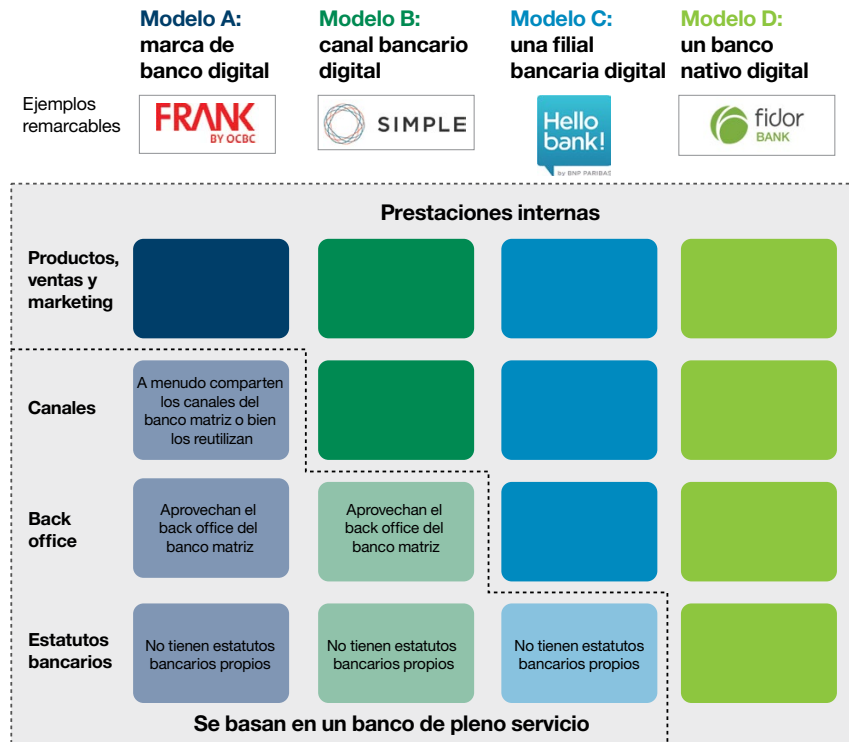 Modelo A:
marca de
banco digital
Modelo B:
canal bancario
digital
Modelo C:
una filial
bancaria digital
Modelo D:
un banco
nativo digital
Ejemplos
remarcables
FRANK
BY OCBC
SIMPLE
Hello
bank!
by BNP PARIBAS
fidor
BANK
Prestaciones internas
Productos,
ventas y
marketing
Canales
A menudo comparten
los canales del
banco matriz o bien
los reutilizan
Back
office
Aprovechan el
back office del
banco matriz
Aprovechan el
back office del
banco matriz
Estatutos
bancarios
No tienen estatutos
bancarios propios
No tienen estatutos
bancarios propios
No tienen estatutos
bancarios propios
Se basan en un banco de pleno servicio